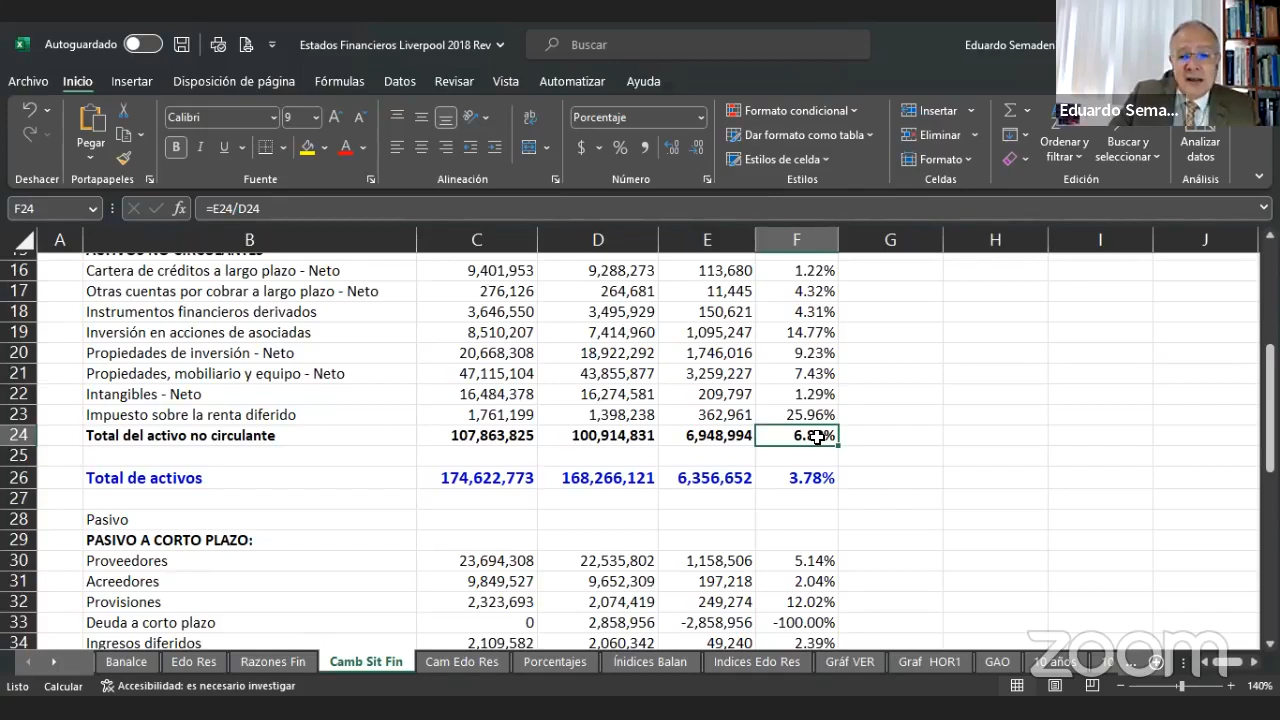 Autoguardado Estados Financieros Liverpool 2018 Rev Buscar Eduardo Semaden
Archivo Inicio Insertar Disposición de página Fórmulas Datos Revisar Vista Automatizar Ayuda
Eduardo Sema...
Pegar Calibri 9 Porcentaje Formato condicional Insertar
Dar formato como tabla Eliminar Ordenar y filtrar Buscar y seleccionar Analizar datos
N K S Estilos de celda Formato
Deshacer Portapapeles Fuente Alineación Número Estilos Celdas Edición Análisis
F24 fx =E24/D24
A B C D E F G H I J
16 Cartera de créditos a largo plazo - Neto 9,401,953 9,288,273 113,680 1.22%
17 Otras cuentas por cobrar a largo plazo - Neto 276,126 264,681 11,445 4.32%
18 Instrumentos financieros derivados 3,646,550 3,495,929 150,621 4.31%
19 Inversión en acciones de asociadas 8,510,207 7,414,960 1,095,247 14.77%
20 Propiedades de inversión - Neto 20,668,308 18,922,292 1,746,016 9.23%
21 Propiedades, mobiliario y equipo - Neto 47,115,104 43,855,877 3,259,227 7.43%
22 Intangibles - Neto 16,484,378 16,274,581 209,797 1.29%
23 Impuesto sobre la renta diferido 1,761,199 1,398,238 362,961 25.96%
24 Total del activo no circulante 107,863,825 100,914,831 6,948,994
25
26 Total de activos 174,622,773 168,266,121 6,356,652 3.78%
27
28 Pasivo
29 PASIVO A CORTO PLAZO:
30 Proveedores 23,694,308 22,535,802 1,158,506 5.14%
31 Acreedores 9,849,527 9,652,309 197,218 2.04%
32 Provisiones 2,323,693 2,074,419 249,274 12.02%
33 Deuda a corto plazo 0 2,858,956 -2,858,956 -100.00%
34 Ingresos diferidos 2,109,582 2,060,342 49,240 2.39%
Banalce Edo Res Razones Fin Camb Sit Fin Cam Edo Res Porcentajes Ínidices Balan Indices Edo Res Gráf VER Graf HOR1 GAO 10 años 10 ...
zoom
Listo Calcular Accesibilidad: es necesario investigar 140%